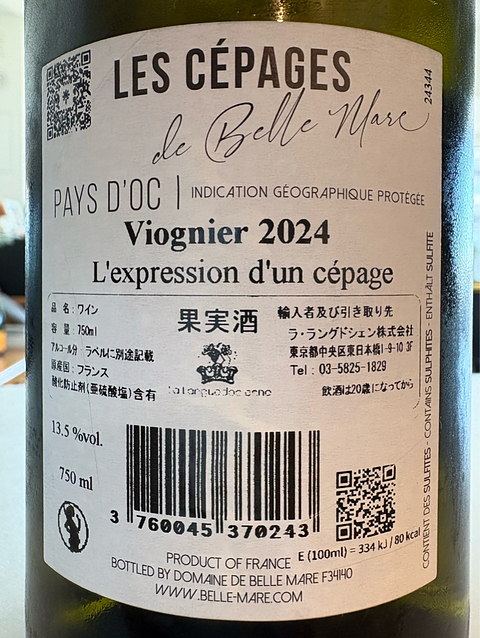 LES CÉPAGES
de Belle Mare
24344
PAYS D'OC | INDICATION GÉOGRAPHIQUE PROTÉGÉE
Viognier 2024
L'expression d'un cépage
品名:ワイン
容量:750ml
アルコール分:ラベルに別途記載
原産国:フランス
酸化防止剤(亜硫酸塩)含有
果実酒
la Languedocienne
輸入者及び引き取り先
ラ・ラングドシェン株式会社
東京都中央区東日本橋1-9-10 3F
Tel:03-5825-1829
飲酒は20歳になってから
CONTIENT DES SULFITES - CONTAINS SULPHITES - ENTHÄLT SULFITE
13.5 %vol.
750 ml
3 760045 370243
E (100ml) = 334 kJ / 80 kcal
PRODUCT OF FRANCE
BOTTLED BY DOMAINE DE BELLE MARE F34140
WWW.BELLE-MARE.COM